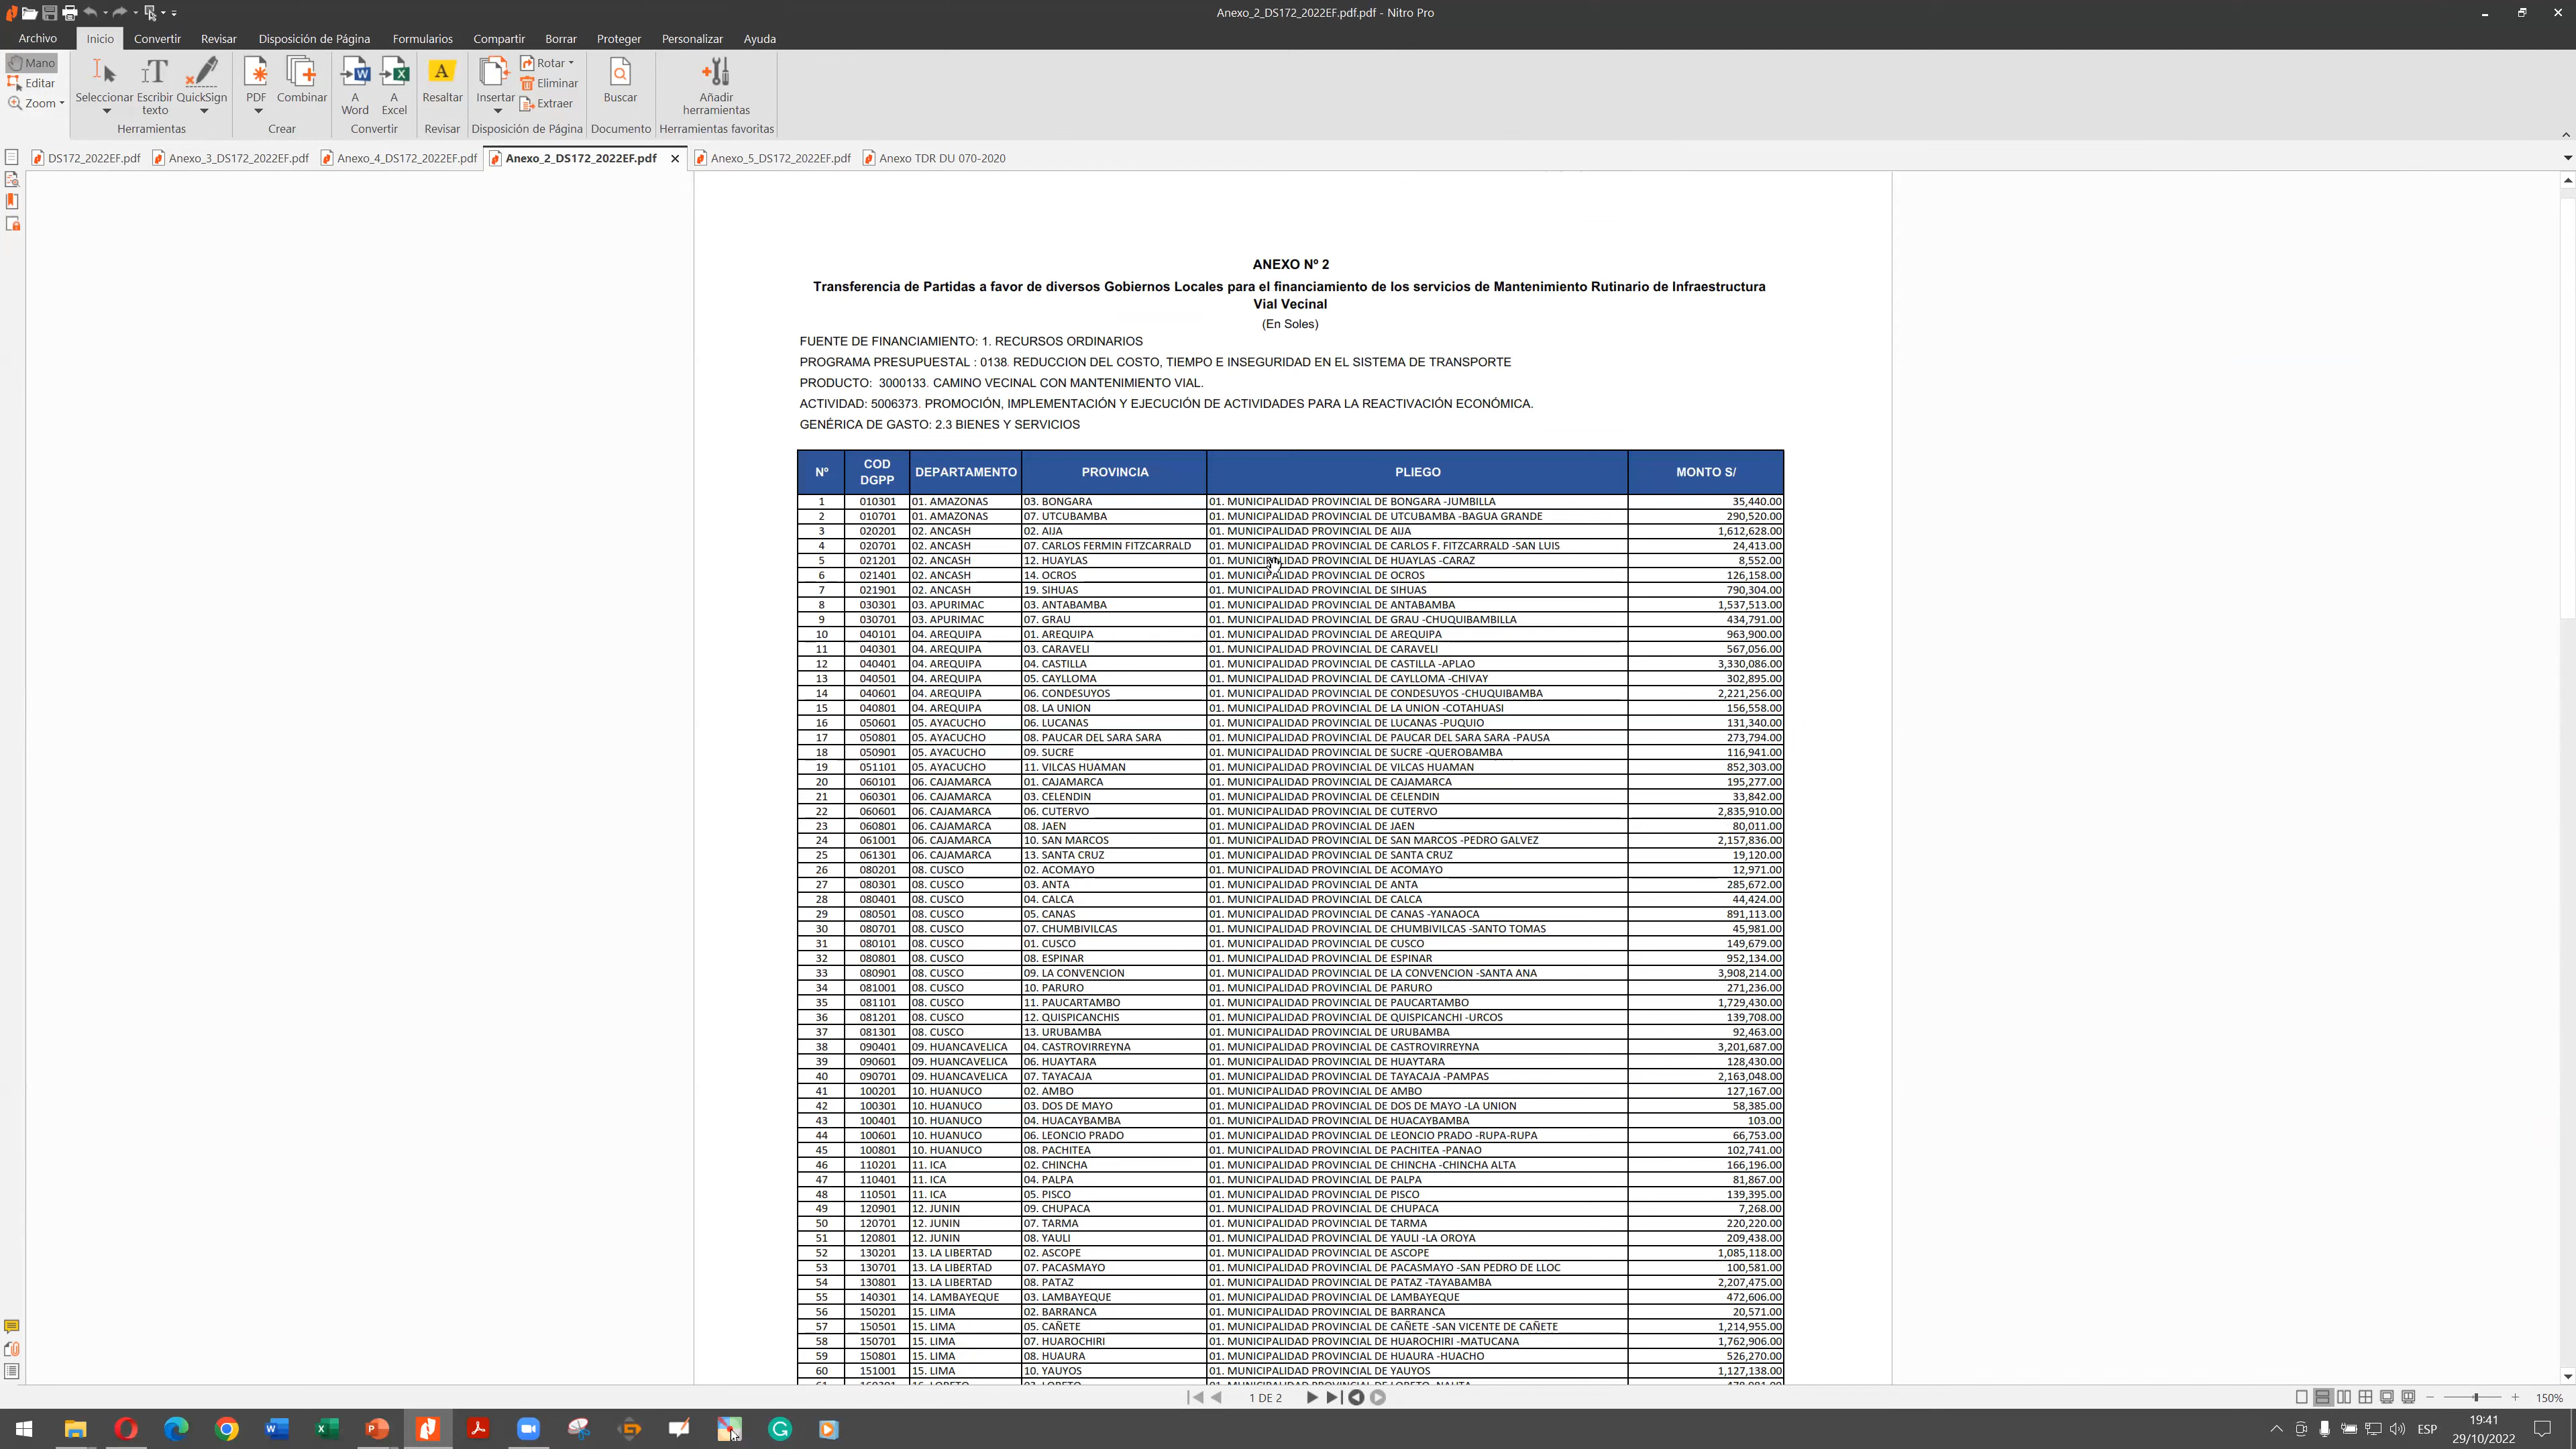 Anexo_2_DS172_2022EF.pdf.pdf - Nitro Pro
Archivo Inicio Convertir Revisar Disposición de Página Formularios Compartir Borrar Proteger Personalizar Ayuda
Mano
Editar
Zoom
Seleccionar
Escribir texto
QuickSign
Herramientas
PDF
Combinar
Crear
A Word
A Excel
Convertir
Resaltar
Revisar
Insertar
Rotar
Eliminar
Extraer
Disposición de Página
Buscar
Documento
Añadir herramientas
Herramientas favoritas
DS172_2022EF.pdf Anexo_3_DS172_2022EF.pdf Anexo_4_DS172_2022EF.pdf Anexo_2_DS172_2022EF.pdf Anexo_5_DS172_2022EF.pdf Anexo TDR DU 070-2020
ANEXO Nº 2
Transferencia de Partidas a favor de diversos Gobiernos Locales para el financiamiento de los servicios de Mantenimiento Rutinario de Infraestructura
Vial Vecinal
(En Soles)
FUENTE DE FINANCIAMIENTO: 1. RECURSOS ORDINARIOS
PROGRAMA PRESUPUESTAL : 0138. REDUCCION DEL COSTO, TIEMPO E INSEGURIDAD EN EL SISTEMA DE TRANSPORTE
PRODUCTO: 3000133. CAMINO VECINAL CON MANTENIMIENTO VIAL.
ACTIVIDAD: 5006373. PROMOCIÓN, IMPLEMENTACIÓN Y EJECUCIÓN DE ACTIVIDADES PARA LA REACTIVACIÓN ECONÓMICA.
GENÉRICA DE GASTO: 2.3 BIENES Y SERVICIOS
Nº COD DGPP DEPARTAMENTO PROVINCIA PLIEGO MONTO S/
1 010301 01. AMAZONAS 03. BONGARA 01. MUNICIPALIDAD PROVINCIAL DE BONGARA -JUMBILLA 35,440.00
2 010701 01. AMAZONAS 07. UTCUBAMBA 01. MUNICIPALIDAD PROVINCIAL DE UTCUBAMBA -BAGUA GRANDE 290,520.00
3 020201 02. ANCASH 02. AIJA 01. MUNICIPALIDAD PROVINCIAL DE AIJA 1,612,628.00
4 020701 02. ANCASH 07. CARLOS FERMIN FITZCARRALD 01. MUNICIPALIDAD PROVINCIAL DE CARLOS F. FITZCARRALD -SAN LUIS 24,413.00
5 021201 02. ANCASH 12. HUAYLAS 01. MUNICIPALIDAD PROVINCIAL DE HUAYLAS -CARAZ 8,552.00
6 021401 02. ANCASH 14. OCROS 01. MUNICIPALIDAD PROVINCIAL DE OCROS 126,158.00
7 021901 02. ANCASH 19. SIHUAS 01. MUNICIPALIDAD PROVINCIAL DE SIHUAS 790,304.00
8 030301 03. APURIMAC 03. ANTABAMBA 01. MUNICIPALIDAD PROVINCIAL DE ANTABAMBA 1,537,513.00
9 030701 03. APURIMAC 07. GRAU 01. MUNICIPALIDAD PROVINCIAL DE GRAU -CHUQUIBAMBILLA 434,791.00
10 040101 04. AREQUIPA 01. AREQUIPA 01. MUNICIPALIDAD PROVINCIAL DE AREQUIPA 963,900.00
11 040301 04. AREQUIPA 03. CARAVELI 01. MUNICIPALIDAD PROVINCIAL DE CARAVELI 567,056.00
12 040401 04. AREQUIPA 04. CASTILLA 01. MUNICIPALIDAD PROVINCIAL DE CASTILLA -APLAO 3,330,086.00
13 040501 04. AREQUIPA 05. CAYLLOMA 01. MUNICIPALIDAD PROVINCIAL DE CAYLLOMA -CHIVAY 302,895.00
14 040601 04. AREQUIPA 06. CONDESUYOS 01. MUNICIPALIDAD PROVINCIAL DE CONDESUYOS -CHUQUIBAMBA 2,221,256.00
15 040801 04. AREQUIPA 08. LA UNION 01. MUNICIPALIDAD PROVINCIAL DE LA UNION -COTAHUASI 156,558.00
16 050601 05. AYACUCHO 06. LUCANAS 01. MUNICIPALIDAD PROVINCIAL DE LUCANAS -PUQUIO 131,340.00
17 050801 05. AYACUCHO 08. PAUCAR DEL SARA SARA 01. MUNICIPALIDAD PROVINCIAL DE PAUCAR DEL SARA SARA -PAUSA 273,794.00
18 050901 05. AYACUCHO 09. SUCRE 01. MUNICIPALIDAD PROVINCIAL DE SUCRE -QUEROBAMBA 116,941.00
19 051101 05. AYACUCHO 11. VILCAS HUAMAN 01. MUNICIPALIDAD PROVINCIAL DE VILCAS HUAMAN 852,303.00
20 060101 06. CAJAMARCA 01. CAJAMARCA 01. MUNICIPALIDAD PROVINCIAL DE CAJAMARCA 195,277.00
21 060301 06. CAJAMARCA 03. CELENDIN 01. MUNICIPALIDAD PROVINCIAL DE CELENDIN 33,842.00
22 060601 06. CAJAMARCA 06. CUTERVO 01. MUNICIPALIDAD PROVINCIAL DE CUTERVO 2,835,910.00
23 060801 06. CAJAMARCA 08. JAEN 01. MUNICIPALIDAD PROVINCIAL DE JAEN 80,011.00
24 061001 06. CAJAMARCA 10. SAN MARCOS 01. MUNICIPALIDAD PROVINCIAL DE SAN MARCOS -PEDRO GALVEZ 2,157,836.00
25 061301 06. CAJAMARCA 13. SANTA CRUZ 01. MUNICIPALIDAD PROVINCIAL DE SANTA CRUZ 19,120.00
26 080201 08. CUSCO 02. ACOMAYO 01. MUNICIPALIDAD PROVINCIAL DE ACOMAYO 12,971.00
27 080301 08. CUSCO 03. ANTA 01. MUNICIPALIDAD PROVINCIAL DE ANTA 285,672.00
28 080401 08. CUSCO 04. CALCA 01. MUNICIPALIDAD PROVINCIAL DE CALCA 44,424.00
29 080501 08. CUSCO 05. CANAS 01. MUNICIPALIDAD PROVINCIAL DE CANAS -YANAOCA 891,113.00
30 080701 08. CUSCO 07. CHUMBIVILCAS 01. MUNICIPALIDAD PROVINCIAL DE CHUMBIVILCAS -SANTO TOMAS 45,981.00
31 080101 08. CUSCO 01. CUSCO 01. MUNICIPALIDAD PROVINCIAL DE CUSCO 149,679.00
32 080801 08. CUSCO 08. ESPINAR 01. MUNICIPALIDAD PROVINCIAL DE ESPINAR 952,134.00
33 080901 08. CUSCO 09. LA CONVENCION 01. MUNICIPALIDAD PROVINCIAL DE LA CONVENCION -SANTA ANA 3,908,214.00
34 081001 08. CUSCO 10. PARURO 01. MUNICIPALIDAD PROVINCIAL DE PARURO 271,236.00
35 081101 08. CUSCO 11. PAUCARTAMBO 01. MUNICIPALIDAD PROVINCIAL DE PAUCARTAMBO 1,729,430.00
36 081201 08. CUSCO 12. QUISPICANCHIS 01. MUNICIPALIDAD PROVINCIAL DE QUISPICANCHI -URCOS 139,708.00
37 081301 08. CUSCO 13. URUBAMBA 01. MUNICIPALIDAD PROVINCIAL DE URUBAMBA 92,463.00
38 090401 09. HUANCAVELICA 04. CASTROVIRREYNA 01. MUNICIPALIDAD PROVINCIAL DE CASTROVIRREYNA 3,201,687.00
39 090601 09. HUANCAVELICA 06. HUAYTARA 01. MUNICIPALIDAD PROVINCIAL DE HUAYTARA 128,430.00
40 090701 09. HUANCAVELICA 07. TAYACAJA 01. MUNICIPALIDAD PROVINCIAL DE TAYACAJA -PAMPAS 2,163,048.00
41 100201 10. HUANUCO 02. AMBO 01. MUNICIPALIDAD PROVINCIAL DE AMBO 127,167.00
42 100301 10. HUANUCO 03. DOS DE MAYO 01. MUNICIPALIDAD PROVINCIAL DE DOS DE MAYO -LA UNION 58,385.00
43 100401 10. HUANUCO 04. HUACAYBAMBA 01. MUNICIPALIDAD PROVINCIAL DE HUACAYBAMBA 103.00
44 100601 10. HUANUCO 06. LEONCIO PRADO 01. MUNICIPALIDAD PROVINCIAL DE LEONCIO PRADO -RUPA-RUPA 66,753.00
45 100801 10. HUANUCO 08. PACHITEA 01. MUNICIPALIDAD PROVINCIAL DE PACHITEA -PANAO 102,741.00
46 110201 11. ICA 02. CHINCHA 01. MUNICIPALIDAD PROVINCIAL DE CHINCHA -CHINCHA ALTA 166,196.00
47 110401 11. ICA 04. PALPA 01. MUNICIPALIDAD PROVINCIAL DE PALPA 81,867.00
48 110501 11. ICA 05. PISCO 01. MUNICIPALIDAD PROVINCIAL DE PISCO 139,395.00
49 120901 12. JUNIN 09. CHUPACA 01. MUNICIPALIDAD PROVINCIAL DE CHUPACA 7,268.00
50 120701 12. JUNIN 07. TARMA 01. MUNICIPALIDAD PROVINCIAL DE TARMA 220,220.00
51 120801 12. JUNIN 08. YAULI 01. MUNICIPALIDAD PROVINCIAL DE YAULI -LA OROYA 209,438.00
52 130201 13. LA LIBERTAD 02. ASCOPE 01. MUNICIPALIDAD PROVINCIAL DE ASCOPE 1,085,118.00
53 130701 13. LA LIBERTAD 07. PACASMAYO 01. MUNICIPALIDAD PROVINCIAL DE PACASMAYO -SAN PEDRO DE LLOC 100,581.00
54 130801 13. LA LIBERTAD 08. PATAZ 01. MUNICIPALIDAD PROVINCIAL DE PATAZ -TAYABAMBA 2,207,475.00
55 140301 14. LAMBAYEQUE 03. LAMBAYEQUE 01. MUNICIPALIDAD PROVINCIAL DE LAMBAYEQUE 472,606.00
56 150201 15. LIMA 02. BARRANCA 01. MUNICIPALIDAD PROVINCIAL DE BARRANCA 20,571.00
57 150501 15. LIMA 05. CAÑETE 01. MUNICIPALIDAD PROVINCIAL DE CAÑETE -SAN VICENTE DE CAÑETE 1,214,955.00
58 150701 15. LIMA 07. HUAROCHIRI 01. MUNICIPALIDAD PROVINCIAL DE HUAROCHIRI -MATUCANA 1,762,906.00
59 150801 15. LIMA 08. HUAURA 01. MUNICIPALIDAD PROVINCIAL DE HUAURA -HUACHO 526,270.00
60 151001 15. LIMA 10. YAUYOS 01. MUNICIPALIDAD PROVINCIAL DE YAUYOS 1,127,138.00
1 DE 2
150%
ESP
19:41
29/10/2022